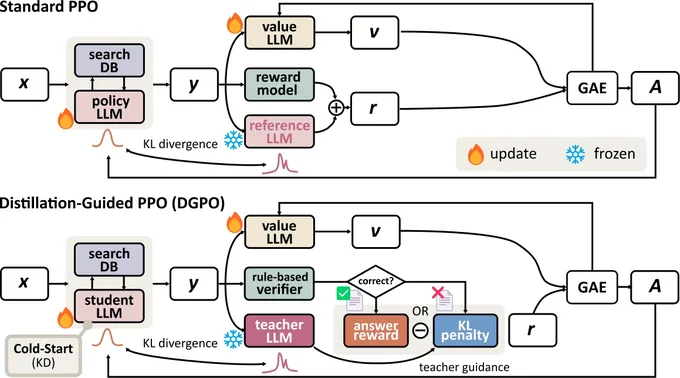 Standard PPO
x
search
DB
policy
LLM
y
value
LLM
v
reward
model
reference
LLM
r
GAE
A
KL divergence
update
frozen
Distillation-Guided PPO (DGPO)
x
search
DB
student
LLM
Cold-Start
(KD)
y
value
LLM
v
rule-based
verifier
correct?
teacher
LLM
answer
reward
OR
KL
penalty
r
GAE
A
KL divergence
teacher guidance